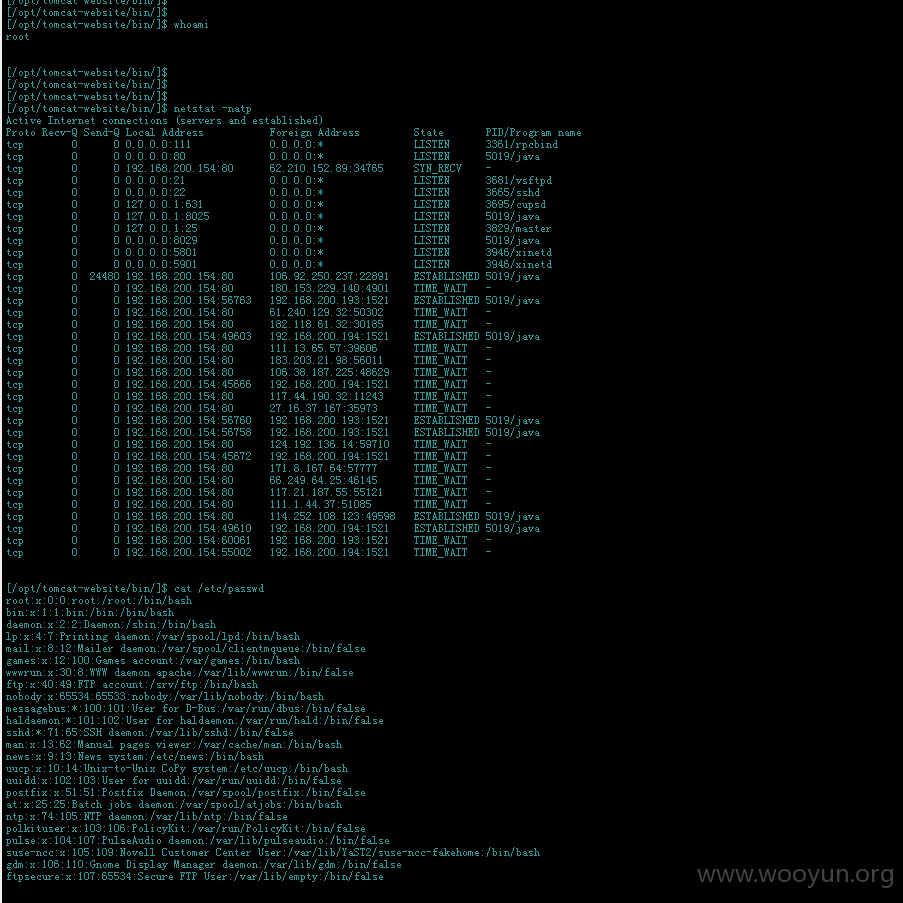 [/opt/tomcat-website/bin/]$
[/opt/tomcat-website/bin/]$
[/opt/tomcat-website/bin/]$ whoami
root
[/opt/tomcat-website/bin/]$
[/opt/tomcat-website/bin/]$
[/opt/tomcat-website/bin/]$
[/opt/tomcat-website/bin/]$ netstat -natp
Active Internet connections (servers and established)
Proto Recv-Q Send-Q Local Address Foreign Address State PID/Program name
tcp 0 0 0.0.0.0:111 0.0.0.0:* LISTEN 3361/rpcbind
tcp 0 0 0.0.0.0:80 0.0.0.0:* LISTEN 5019/java
tcp 0 0 192.168.200.154:80 62.210.152.89:34765 SYN_RECV -
tcp 0 0 0.0.0.0:21 0.0.0.0:* LISTEN 3681/vsftpd
tcp 0 0 0.0.0.0:22 0.0.0.0:* LISTEN 3665/sshd
tcp 0 0 127.0.0.1:631 0.0.0.0:* LISTEN 3695/cupsd
tcp 0 0 127.0.0.1:8025 0.0.0.0:* LISTEN 5019/java
tcp 0 0 127.0.0.1:25 0.0.0.0:* LISTEN 3829/master
tcp 0 0 0.0.0.0:8029 0.0.0.0:* LISTEN 5019/java
tcp 0 0 0.0.0.0:5801 0.0.0.0:* LISTEN 3946/xinetd
tcp 0 0 0.0.0.0:5901 0.0.0.0:* LISTEN 3946/xinetd
tcp 0 24480 192.168.200.154:80 106.92.250.237:22891 ESTABLISHED 5019/java
tcp 0 0 192.168.200.154:80 180.153.229.140:4901 TIME_WAIT -
tcp 0 0 192.168.200.154:56763 192.168.200.193:1521 ESTABLISHED 5019/java
tcp 0 0 192.168.200.154:80 61.240.129.32:50302 TIME_WAIT -
tcp 0 0 192.168.200.154:80 182.118.61.32:30185 TIME_WAIT -
tcp 0 0 192.168.200.154:49603 192.168.200.194:1521 ESTABLISHED 5019/java
tcp 0 0 192.168.200.154:80 111.13.65.57:39606 TIME_WAIT -
tcp 0 0 192.168.200.154:80 183.203.21.98:56011 TIME_WAIT -
tcp 0 0 192.168.200.154:80 106.38.187.225:48629 TIME_WAIT -
tcp 0 0 192.168.200.154:45666 192.168.200.194:1521 TIME_WAIT -
tcp 0 0 192.168.200.154:80 117.44.190.32:11243 TIME_WAIT -
tcp 0 0 192.168.200.154:80 27.16.37.167:35973 TIME_WAIT -
tcp 0 0 192.168.200.154:56760 192.168.200.193:1521 ESTABLISHED 5019/java
tcp 0 0 192.168.200.154:56758 192.168.200.193:1521 ESTABLISHED 5019/java
tcp 0 0 192.168.200.154:80 124.192.136.14:59710 TIME_WAIT -
tcp 0 0 192.168.200.154:45672 192.168.200.194:1521 TIME_WAIT -
tcp 0 0 192.168.200.154:80 171.8.167.64:57777 TIME_WAIT -
tcp 0 0 192.168.200.154:80 66.249.64.25:46145 TIME_WAIT -
tcp 0 0 192.168.200.154:80 117.21.187.55:55121 TIME_WAIT -
tcp 0 0 192.168.200.154:80 111.1.44.37:51085 TIME_WAIT -
tcp 0 0 192.168.200.154:80 114.252.108.123:49598 ESTABLISHED 5019/java
tcp 0 0 192.168.200.154:49610 192.168.200.194:1521 ESTABLISHED 5019/java
tcp 0 0 192.168.200.154:60061 192.168.200.193:1521 TIME_WAIT -
tcp 0 0 192.168.200.154:55002 192.168.200.194:1521 TIME_WAIT -
[/opt/tomcat-website/bin/]$ cat /etc/passwd
root:x:0:0:root:/root:/bin/bash
bin:x:1:1:bin:/bin:/bin/bash
daemon:x:2:2:Daemon:/sbin:/bin/bash
lp:x:4:7:Printing daemon:/var/spool/lpd:/bin/bash
mail:x:8:12:Mailer daemon:/var/spool/clientmqueue:/bin/false
games:x:12:100:Games account:/var/games:/bin/bash
wwwrun:x:30:8:WWW daemon apache:/var/lib/wwwrun:/bin/false
ftp:x:40:49:FTP account:/srv/ftp:/bin/bash
nobody:x:65534:65533:nobody:/var/lib/nobody:/bin/bash
messagebus:*:100:101:User for D-Bus:/var/run/dbus:/bin/false
haldaemon:*:101:102:User for haldaemon:/var/run/hald:/bin/false
sshd:*:71:65:SSH daemon:/var/lib/sshd:/bin/false
man:x:13:62:Manual pages viewer:/var/cache/man:/bin/bash
news:x:9:13:News system:/etc/news:/bin/bash
uucp:x:10:14:Unix-to-Unix CoPy system:/etc/uucp:/bin/bash
uuidd:x:102:103:User for uuidd:/var/run/uuidd:/bin/false
postfix:x:51:51:Postfix Daemon:/var/spool/postfix:/bin/false
at:x:25:25:Batch jobs daemon:/var/spool/atjobs:/bin/bash
ntp:x:74:105:NTP daemon:/var/lib/ntp:/bin/false
polkituser:x:103:106:PolicyKit:/var/run/PolicyKit:/bin/false
pulse:x:104:107:PulseAudio daemon:/var/lib/pulseaudio:/bin/false
suse-ncc:x:105:109:Novell Customer Center User:/var/lib/YaST2/suse-ncc-fakehome:/bin/bash
gdm:x:106:110:Gnome Display Manager daemon:/var/lib/gdm:/bin/false
ftpsecure:x:107:65534:Secure FTP User:/var/lib/empty:/bin/false
www.wooyun.org